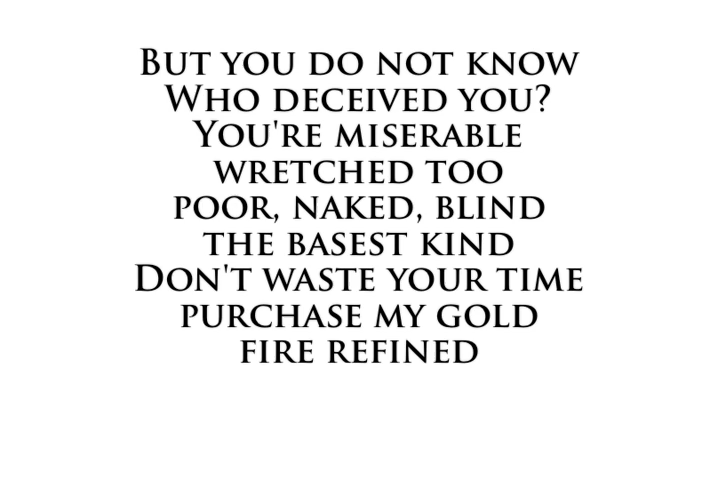 But you do not know
Who deceived you?
You're miserable
wretched too
poor, naked, blind
the basest kind
Don't waste your time
purchase my gold
fire refined